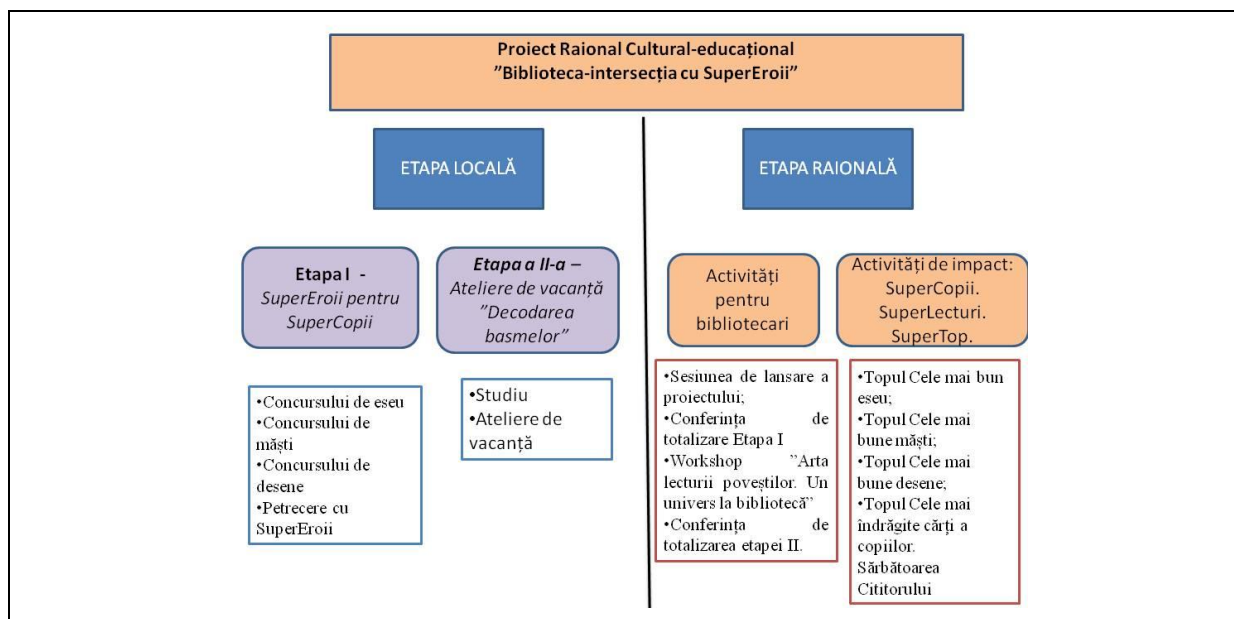 Proiect Raional Cultural-educațional
”Biblioteca-intersecția cu SuperEroii”
ETAPA LOCALĂ
ETAPA RAIONALĂ
Etapa I -
SuperEroii pentru
SuperCopii
Etapa a II-a –
Ateliere de vacanță
”Decodarea
basmelor”
Activități
pentru
bibliotecari
Activități de impact:
SuperCopii.
SuperLecturi.
SuperTop.
•Concursului de eseu
•Concursului de
măști
•Concursului de
desene
•Petrecere cu
SuperEroii
•Studiu
•Ateliere de
vacanță
•Sesiunea de lansare a
proiectului;
•Conferința de
totalizare Etapa I
•Workshop ”Arta
lecturii poveștilor. Un
univers la bibliotecă”
•Conferința de
totalizarea etapei II.
•Topul Cele mai bun
eseu;
•Topul Cele mai
bune măști;
•Topul Cele mai
bune desene;
•Topul Cele mai
îndrăgite cărți a
copiilor.
Sărbătoarea
Cititorului